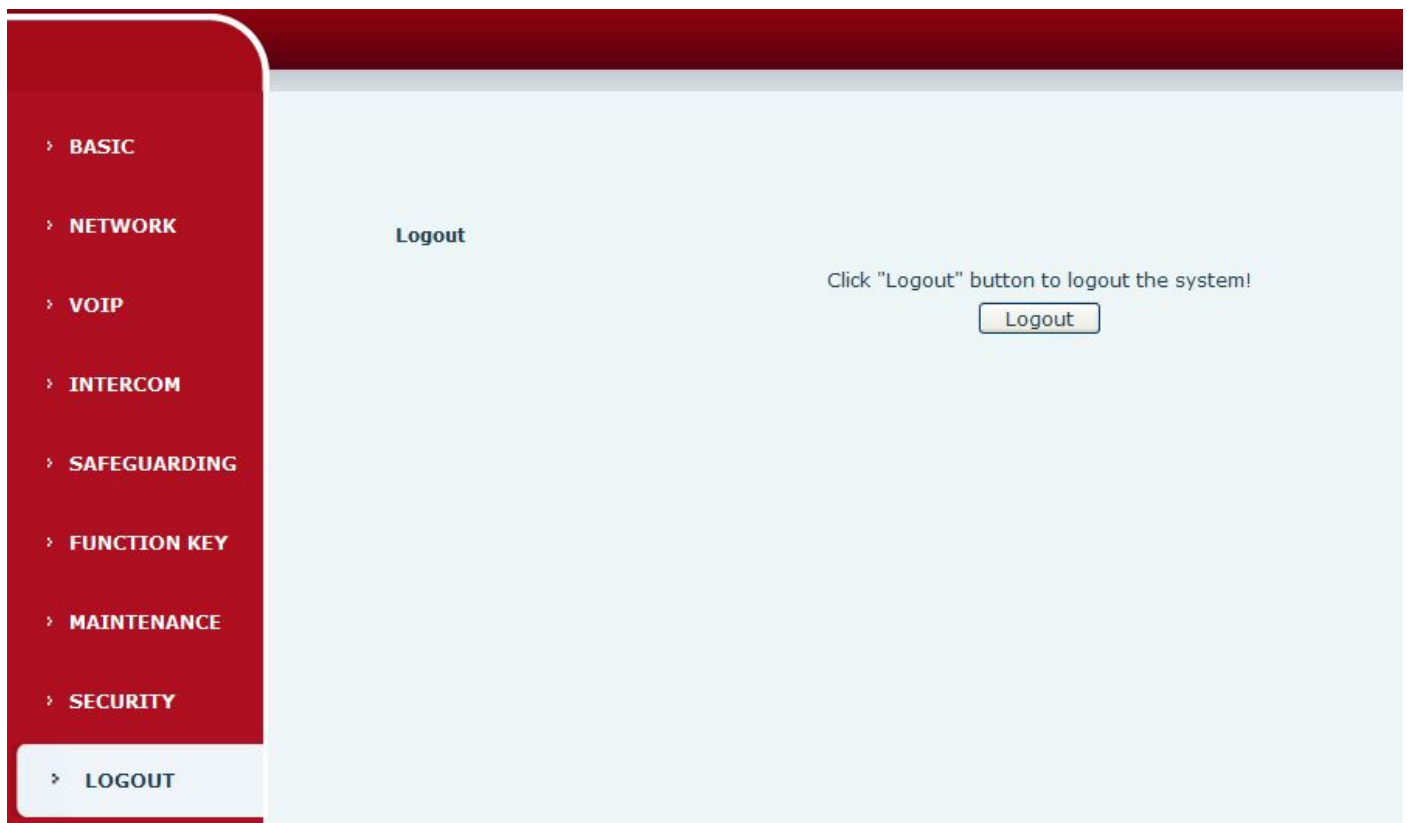 BASIC
NETWORK
VOIP
INTERCOM
SAFEGUARDING
FUNCTION KEY
MAINTENANCE
SECURITY
LOGOUT
Logout
Click "Logout" button to logout the system!
Logout